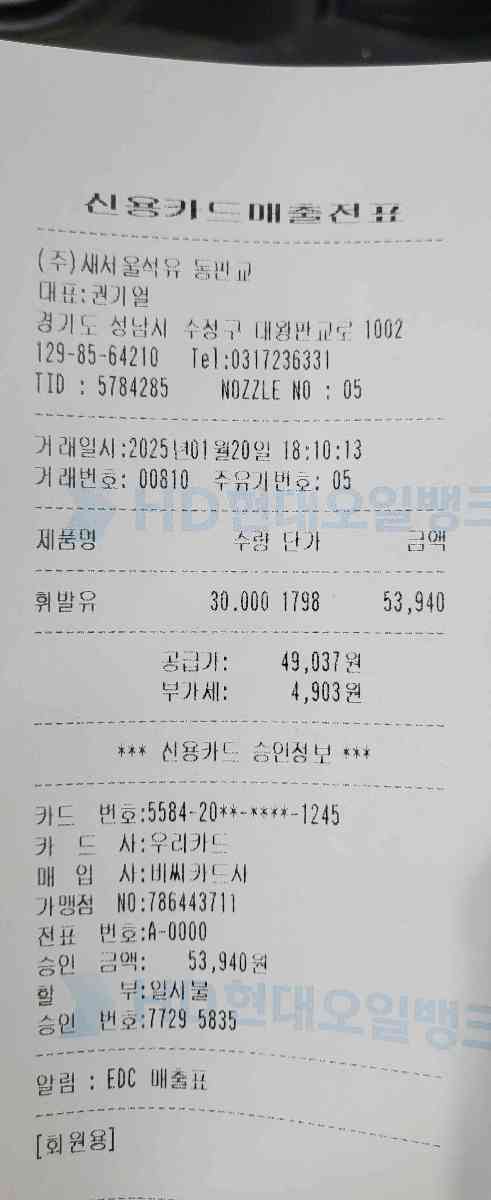 신용카드매출전표
(주)새서울석유 동판교
대표:권기열
경기도 성남시 수정구 대왕판교로 1002
129-85-64210 Tel:0317236331
TID : 5784285 NOZZLE NO : 05
거래일시:2025년01월20일 18:10:13
거래번호: 00810 주유기번호: 05
HD현대오일뱅크
제품명 수량 단가 금액
휘발유 30.000 1798 53,940
공급가: 49,037원
부가세: 4,903원
*** 신용카드 승인정보 ***
카드 번호:5584-20**-****-1245
카 드 사:우리카드
매 입 사:비씨카드사
가맹점 NO:786443711
전표 번호:A-0000
승인 금액: 53,940원
할 부:일시불
HD현대오일뱅크
승인 번호:7729 5835
알림 : EDC 매출표
[회원용]